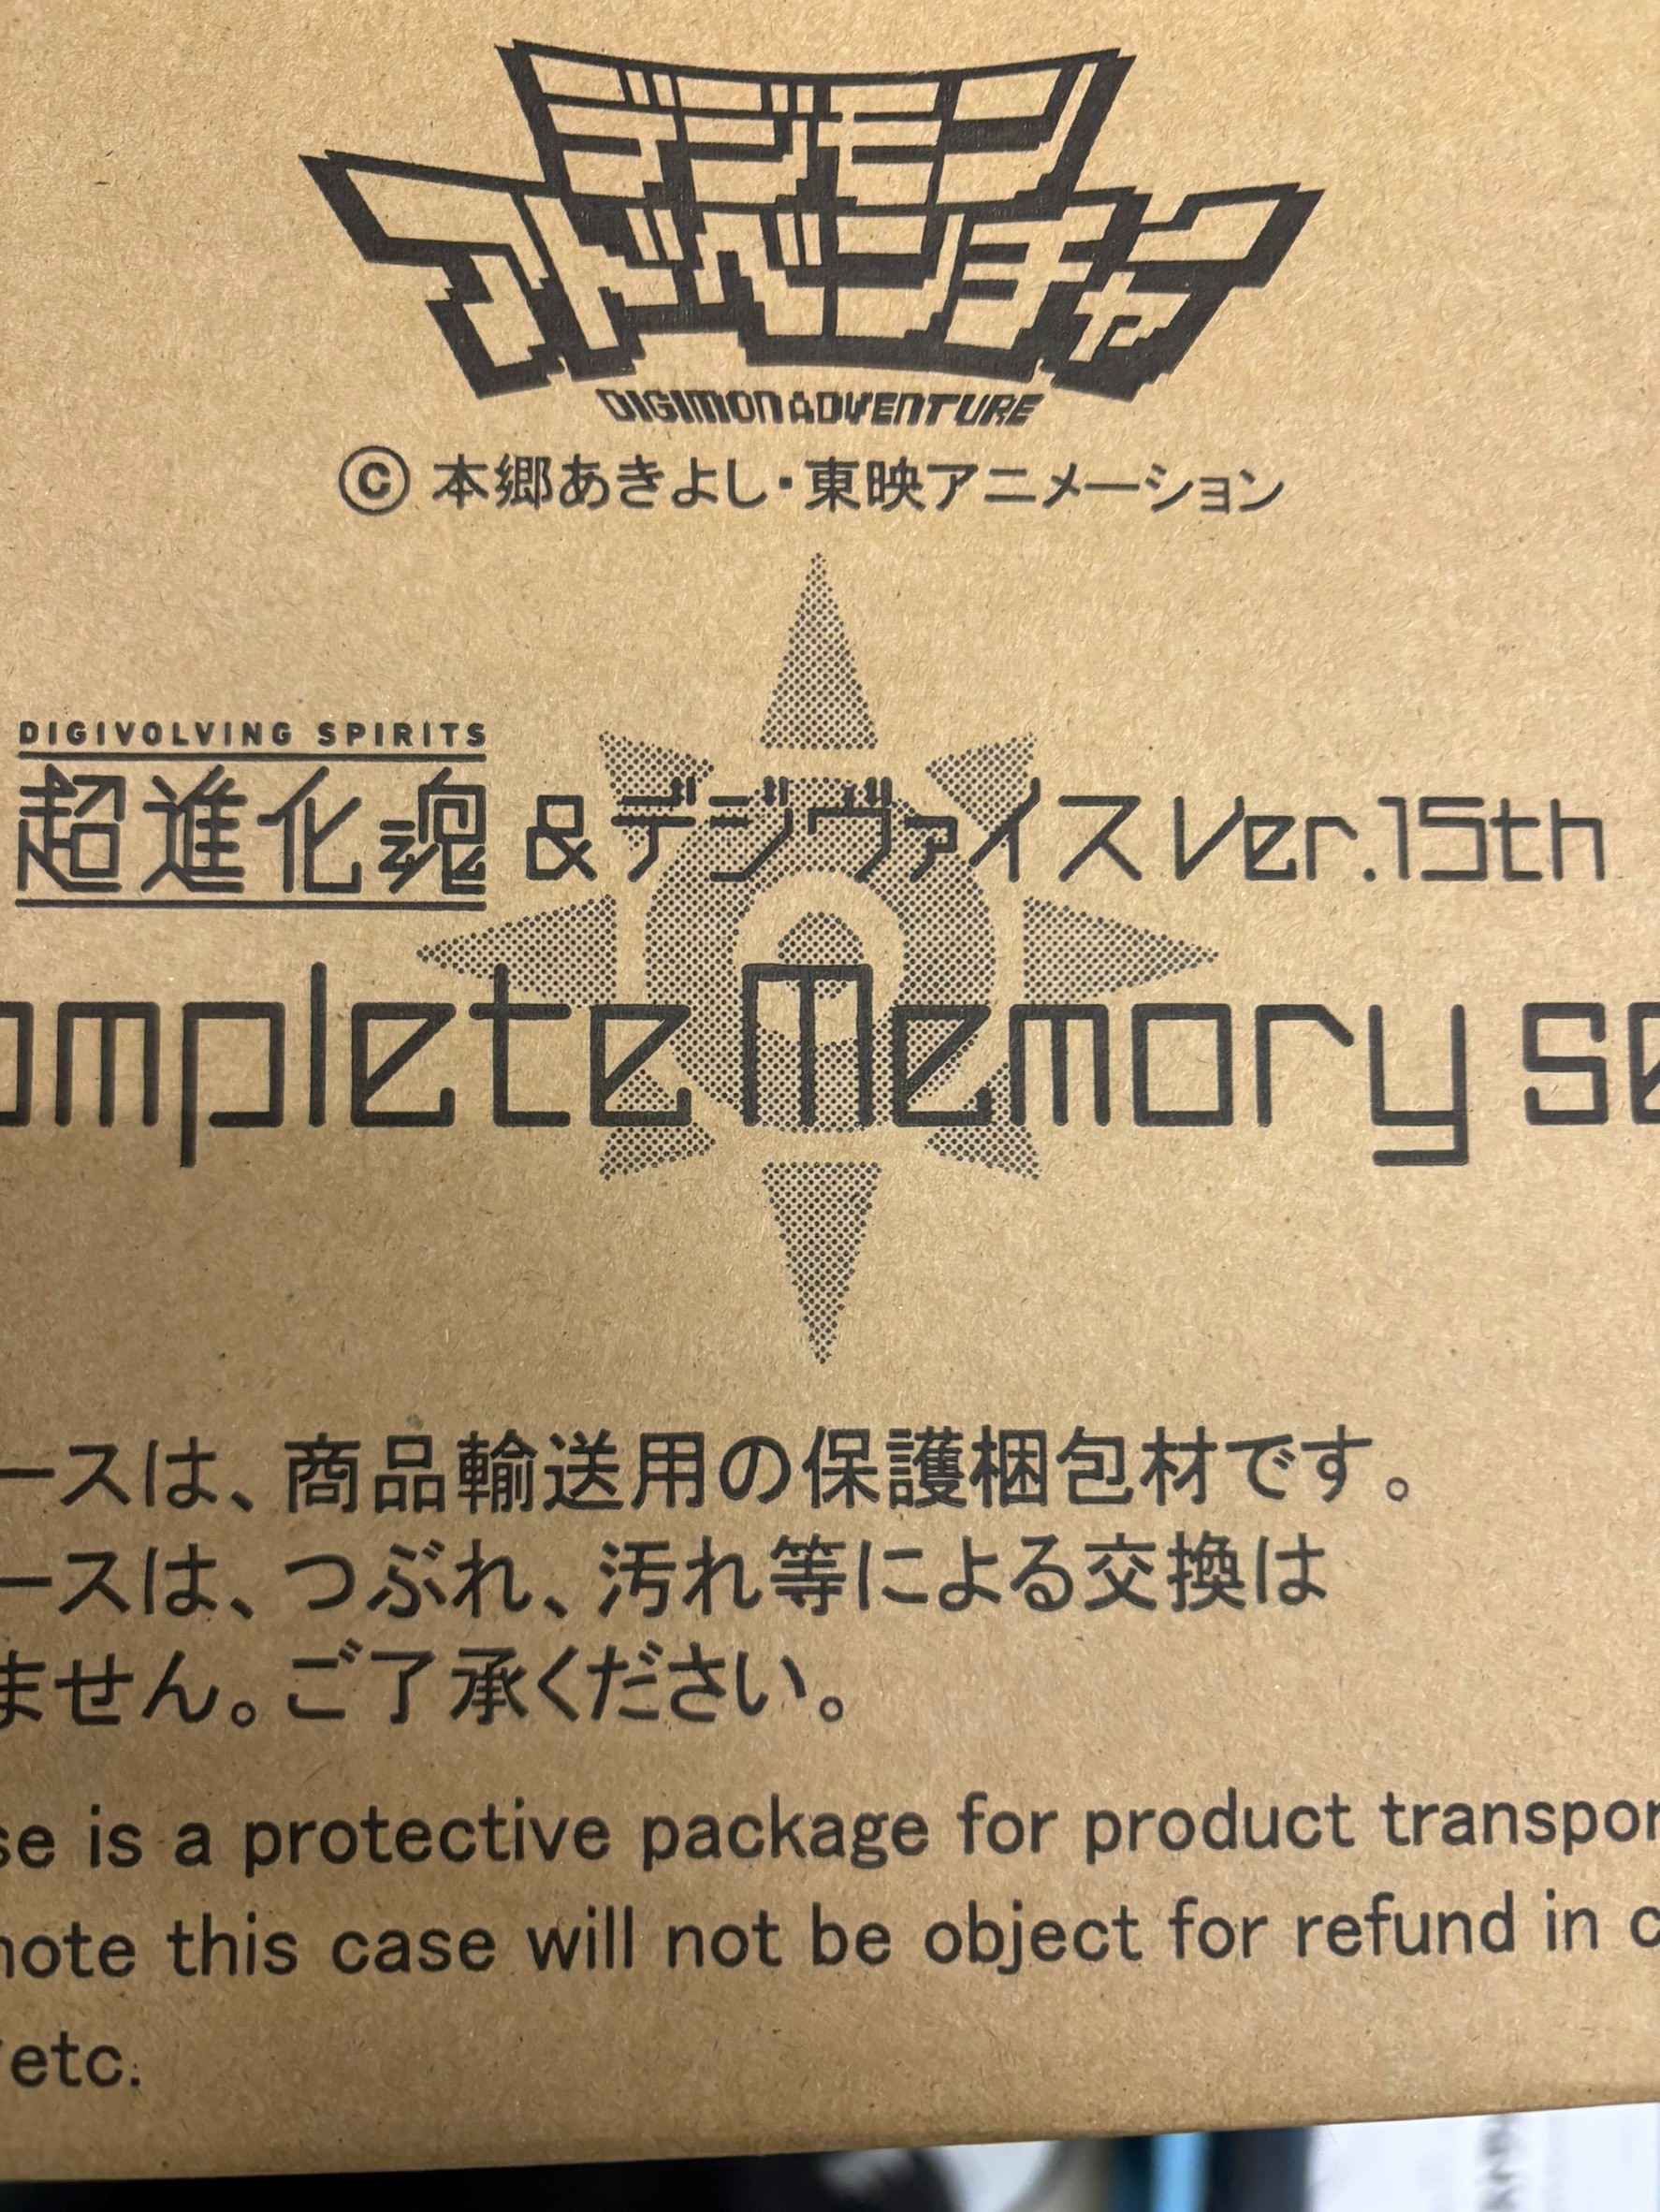 デジモン
アドベンチャー
DIGIMON ADVENTURE
© 本郷あきよし・東映アニメーション
DIGIVOLVING SPIRITS
超進化魂 &デジヴァイスVer.15th
omplete Memory se
ースは、商品輸送用の保護梱包材です。
ースは、つぶれ、汚れ等による交換は
ません。ご了承ください。
se is a protective package for product transpor
note this case will not be object for refund in c
etc.